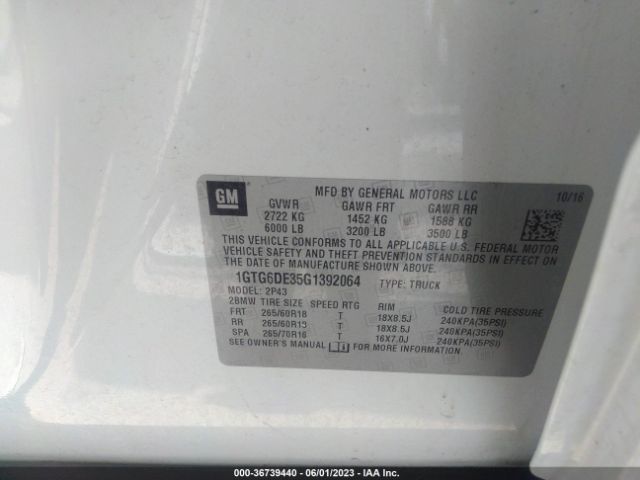 GM
MFD BY GENERAL MOTORS LLC
10/16
GVWR GAWR FRT GAWR RR
2722 KG 1452 KG 1588 KG
6000 LB 3200 LB 3500 LB
THIS VEHICLE CONFORMS TO ALL APPLICABLE U.S. FEDERAL MOTOR
VEHICLE SAFETY AND THEFT PREVENTION STANDARDS IN EFFECT ON
THE DATE OF MANUFACTURE SHOWN ABOVE.
1GTG6DE35G1392064 TYPE: TRUCK
MODEL: 2P43
2BMW TIRE SIZE SPEED RTG RIM COLD TIRE PRESSURE
FRT 265/60R18 T 18X8.5J 240KPA(35PSI)
RR 265/60R18 T 18X8.5J 240KPA(35PSI)
SPA 265/70R16 T 16X7.0J 240KPA(35PSI)
SEE OWNER'S MANUAL FOR MORE INFORMATION
000-36739440 - 06/01/2023 - IAA Inc.